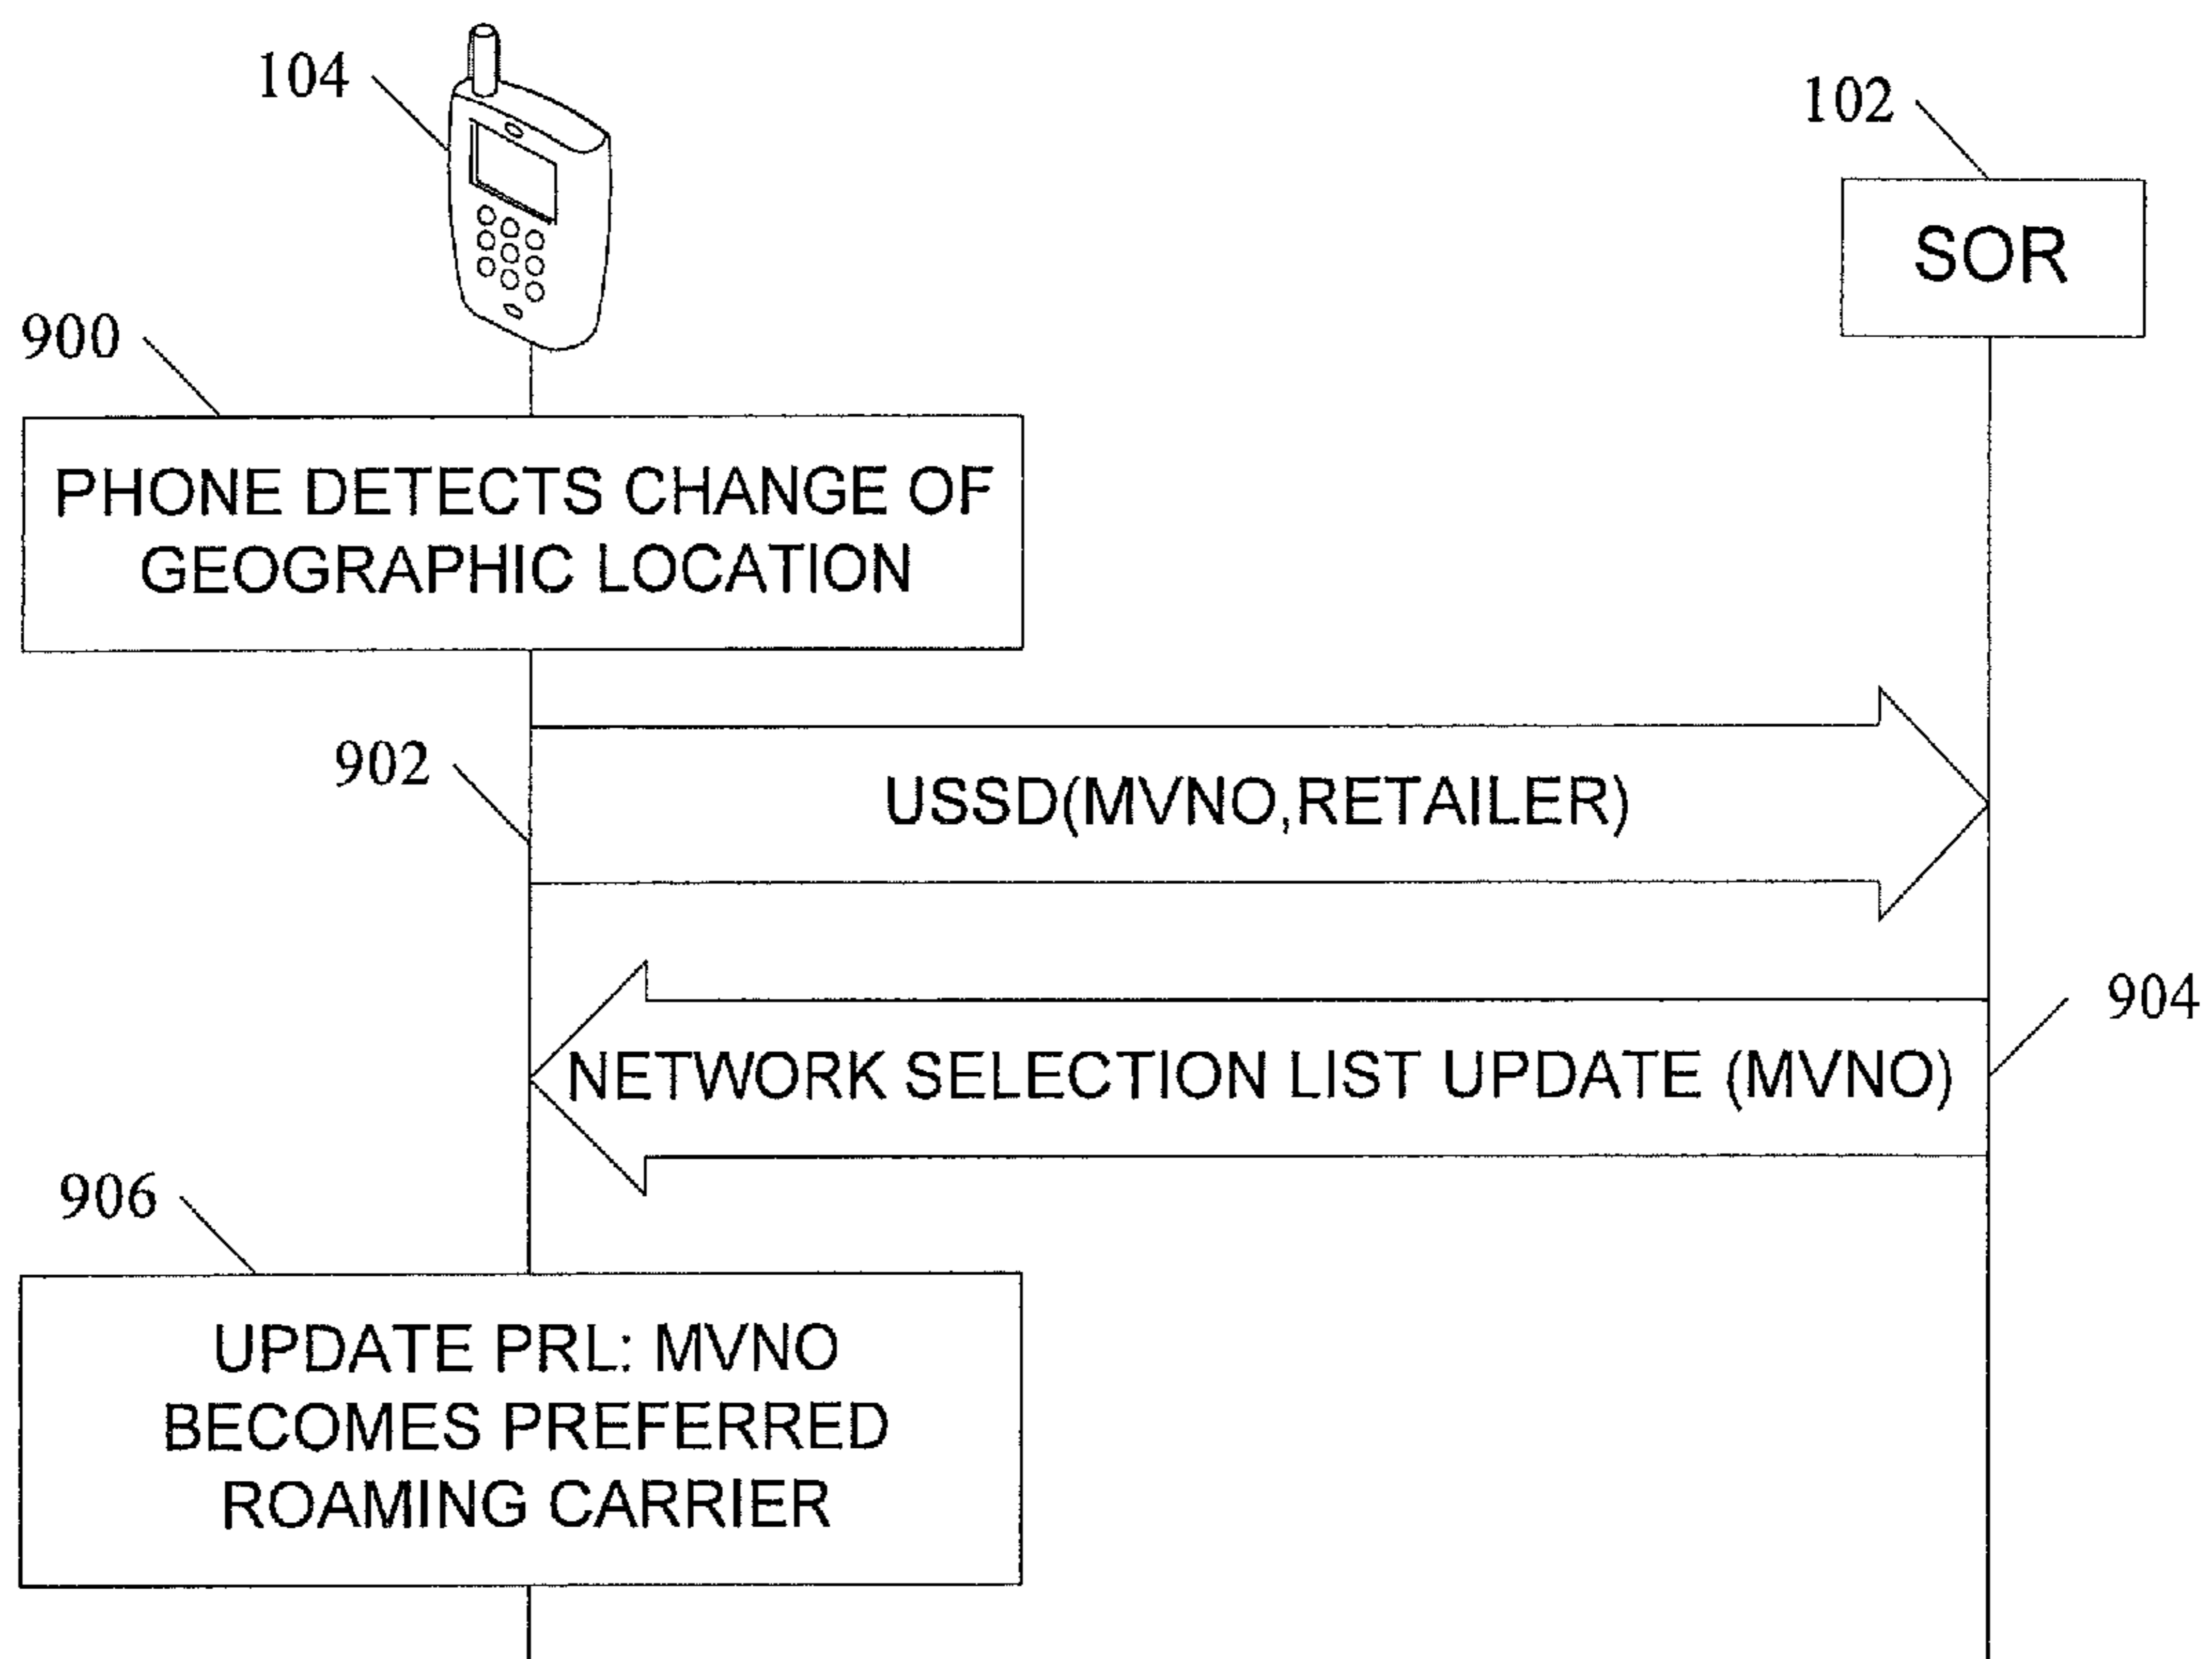 104
102
SOR
900
PHONE DETECTS CHANGE OF
GEOGRAPHIC LOCATION
902
USSD(MVNO,RETAILER)
904
NETWORK SELECTION LIST UPDATE (MVNO)
906
UPDATE PRL: MVNO
BECOMES PREFERRED
ROAMING CARRIER